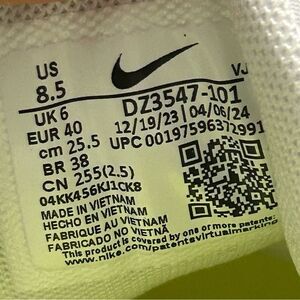 US
8.5
VJ
UK 6
DZ3547-101
EUR 40
12/19/23 | 04/06/24
cm 25.5
UPC 00197596372991
BR 38
CN 255(2.5)
04KK456KJ1CK8
MADE IN VIETNAM
HECHO EN VIETNAM
FABRIQUE AU VIETNAM
FABRICADO NO VIETNÃ
This product is covered by one or more patents:
www.nike.com/patentsvirtualmarking